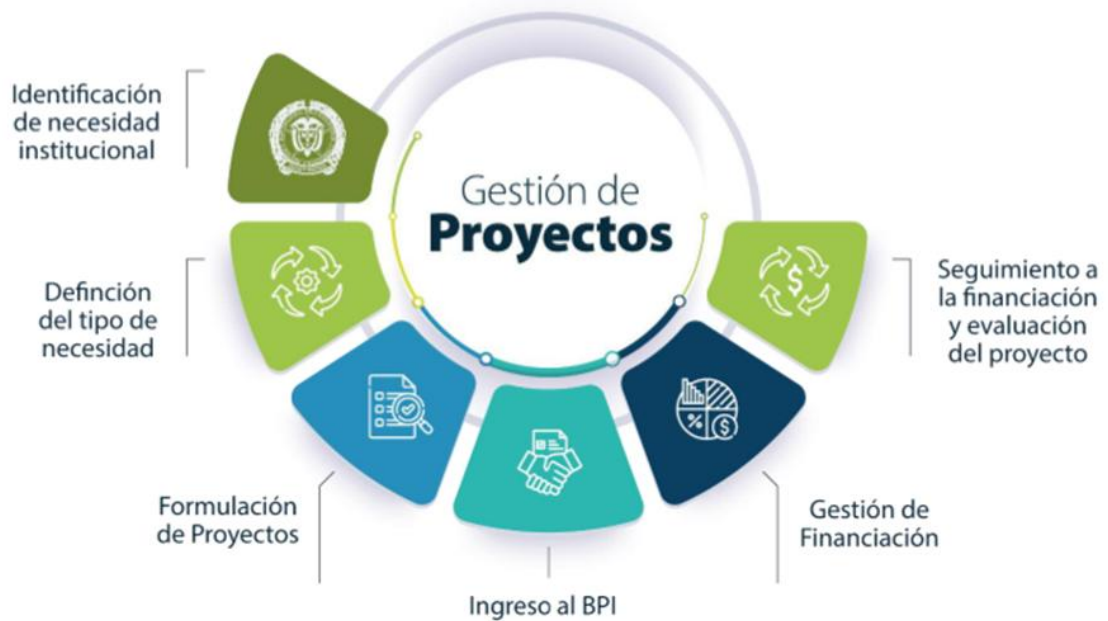 Identificación
de necesidad
institucional
Gestión de
Proyectos
Definción
del tipo de
necesidad
Seguimiento a
la financiación
y evaluación
del proyecto
Formulación
de Proyectos
Gestión de
Financiación
Ingreso al BPI